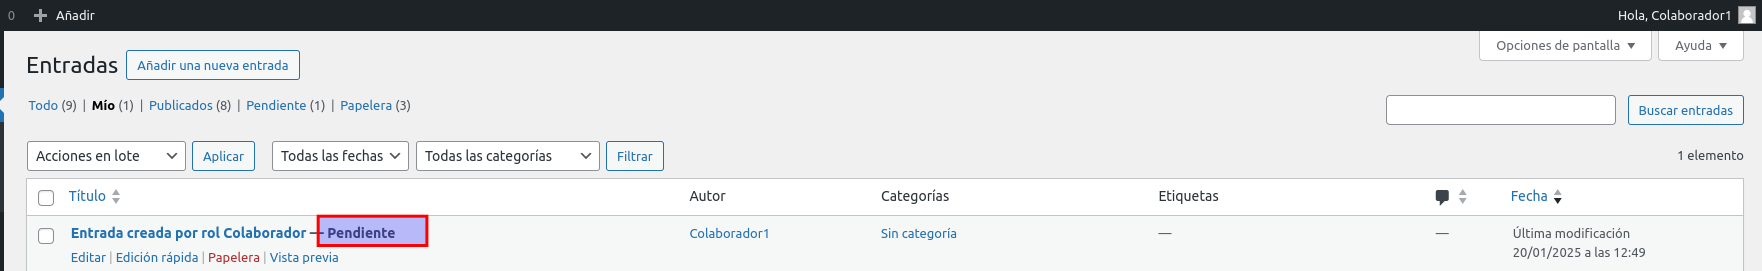 0 Añadir Hola, Colaborador1
Opciones de pantalla Ayuda
Entradas Añadir una nueva entrada
Todo (9) | Mío (1) | Publicados (8) | Pendiente (1) | Papelera (3)
Buscar entradas
Acciones en lote Aplicar Todas las fechas Todas las categorías Filtrar 1 elemento
Título Autor Categorías Etiquetas Fecha
Entrada creada por rol Colaborador — Pendiente Colaborador1 Sin categoría — — Última modificación
20/01/2025 a las 12:49
Editar | Edición rápida | Papelera | Vista previa